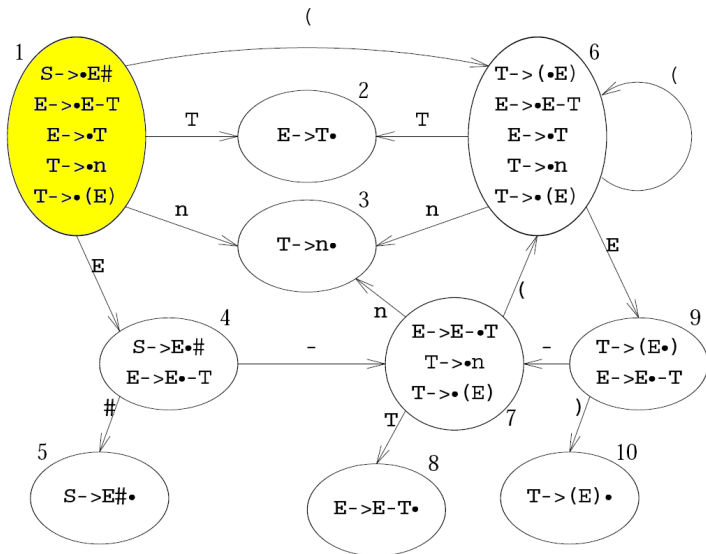 (
1
S->•E#
E->•E-T
E->•T
T->•n
T->•(E)
T
2
E->T•
T
6
T->(•E)
E->•E-T
E->•T
T->•n
T->•(E)
(
n
3
T->n•
n
E
4
S->E•#
E->E•-T
-
n
(
E->E-•T
T->•n
T->•(E)
7
E
-
9
T->(E•)
E->E•-T
#
5
S->E#•
T
8
E->E-T•
)
10
T->(E)•